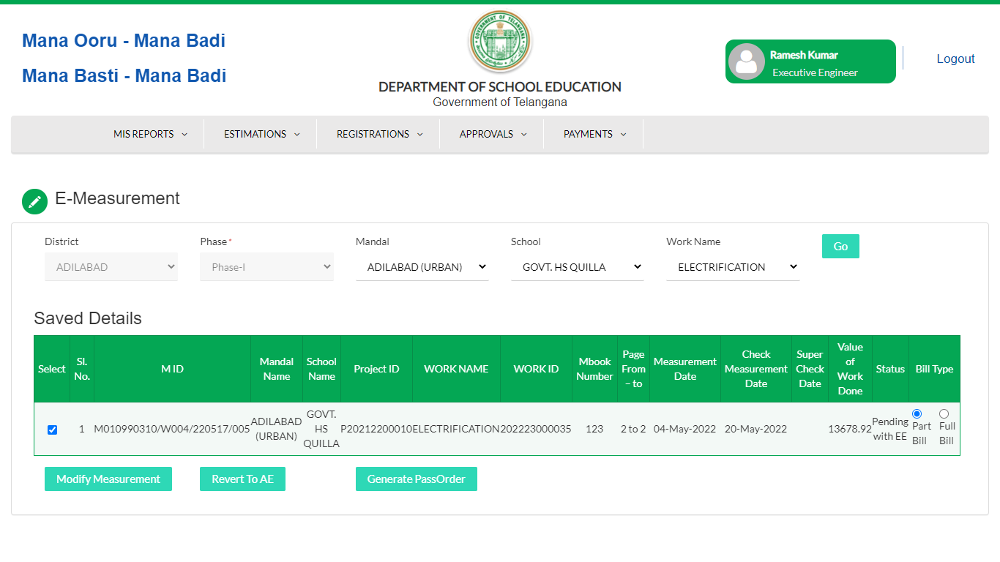 Mana Ooru - Mana Badi
Mana Basti - Mana Badi
GOVERNMENT OF TELANGANA
DEPARTMENT OF SCHOOL EDUCATION
Government of Telangana
Ramesh Kumar
Executive Engineer
Logout
MIS REPORTS
ESTIMATIONS
REGISTRATIONS
APPROVALS
PAYMENTS
E-Measurement
District
Phase*
Mandal
School
Work Name
ADILABAD
Phase-I
ADILABAD (URBAN)
GOVT. HS QUILLA
ELECTRIFICATION
Go
Saved Details
Select
Sl.
No.
M ID
Mandal
Name
School
Name
Project ID
WORK NAME
WORK ID
Mbook
Number
Page
From
– to
Measurement
Date
Check
Measurement
Date
Super
Check
Date
Value
of
Work
Done
Status
Bill Type
1
M010990310/W004/220517/005
ADILABAD
(URBAN)
GOVT.
HS
QUILLA
P20212200010
ELECTRIFICATION
202223000035
123
2 to 2
04-May-2022
20-May-2022
13678.92
Pending
with EE
Part
Bill
Full
Bill
Modify Measurement
Revert To AE
Generate PassOrder